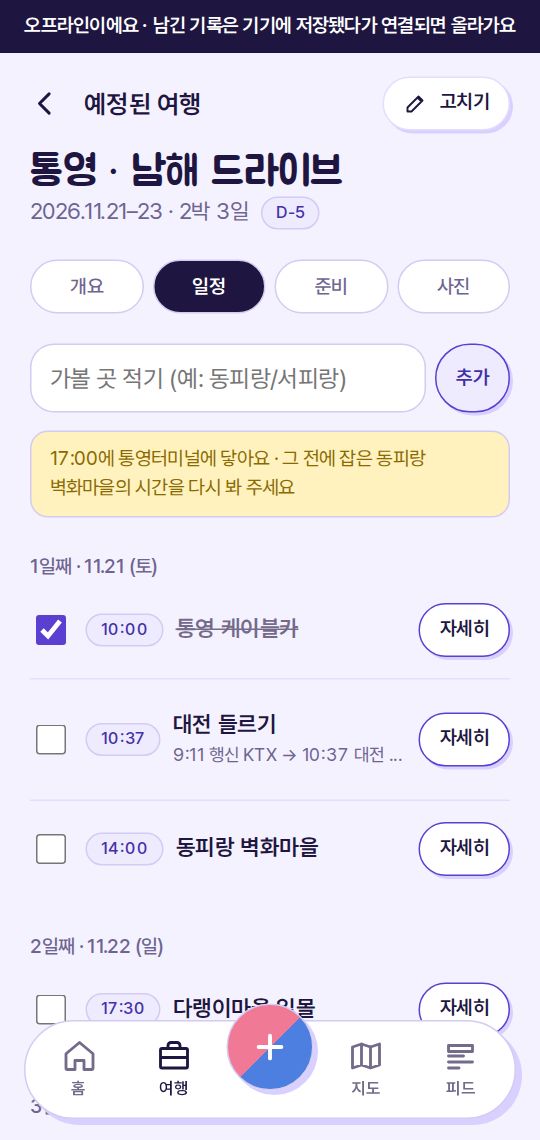 오프라인이에요 · 남긴 기록은 기기에 저장됐다가 연결되면 올라가요
예정된 여행
고치기
통영 · 남해 드라이브
2026.11.21–23 · 2박 3일
D-5
개요
일정
준비
사진
가볼 곳 적기 (예: 동피랑/서피랑)
추가
17:00에 통영터미널에 닿아요 · 그 전에 잡은 동피랑
벽화마을의 시간을 다시 봐 주세요
1일째 · 11.21 (토)
10:00
통영 케이블카
자세히
10:37
대전 들르기
9:11 행신 KTX → 10:37 대전 ...
자세히
14:00
동피랑 벽화마을
자세히
2일째 · 11.22 (일)
17:30
다랭이마을 일몰
자세히
홈
여행
지도
피드